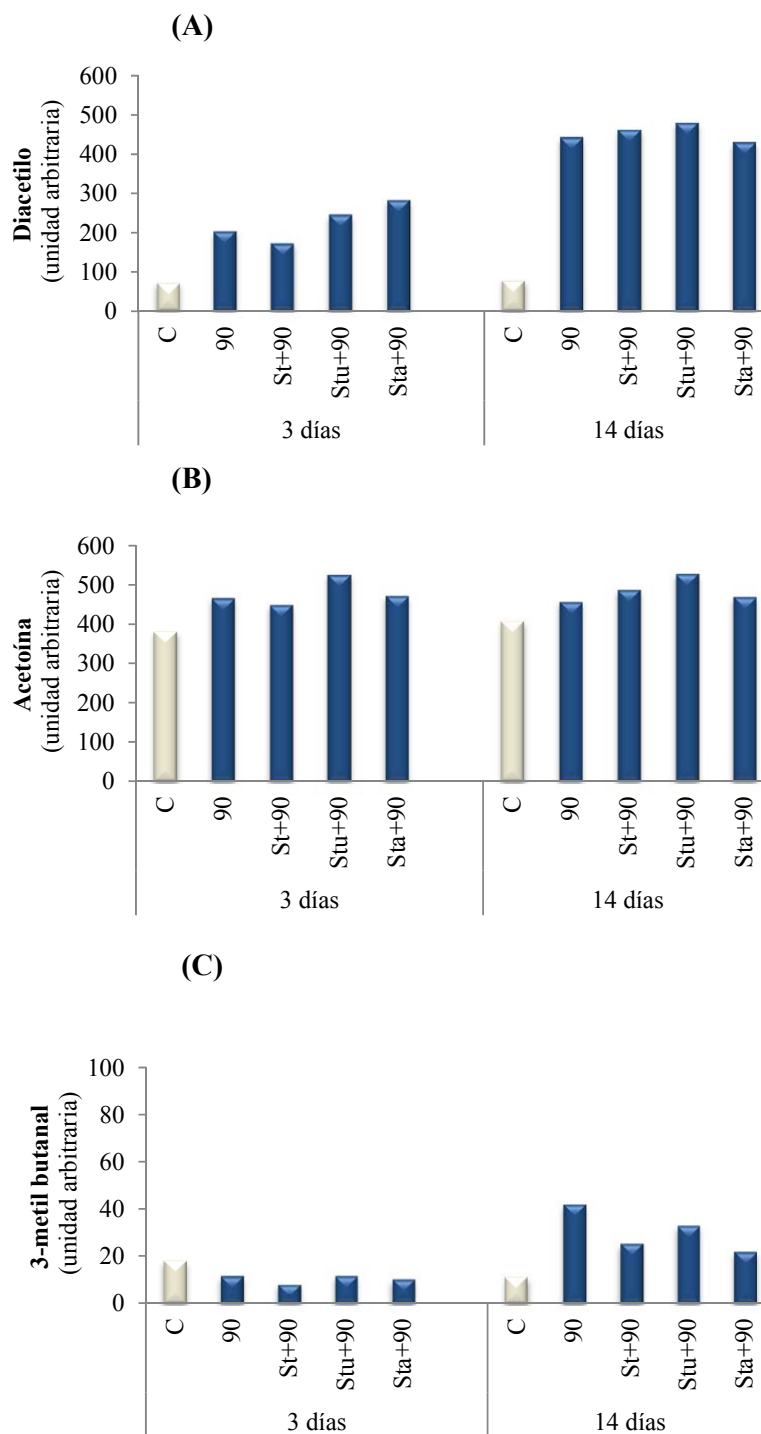 (A)
Diacetilo
(unidad arbitraria)
600
500
400
300
200
100
0
C
90
St+90
Stu+90
Sta+90
C
90
St+90
Stu+90
Sta+90
3 días
14 días
(B)
Acetoína
(unidad arbitraria)
600
500
400
300
200
100
0
C
90
St+90
Stu+90
Sta+90
C
90
St+90
Stu+90
Sta+90
3 días
14 días
(C)
3-metil butanal
(unidad arbitraria)
100
80
60
40
20
0
C
90
St+90
Stu+90
Sta+90
C
90
St+90
Stu+90
Sta+90
3 días
14 días